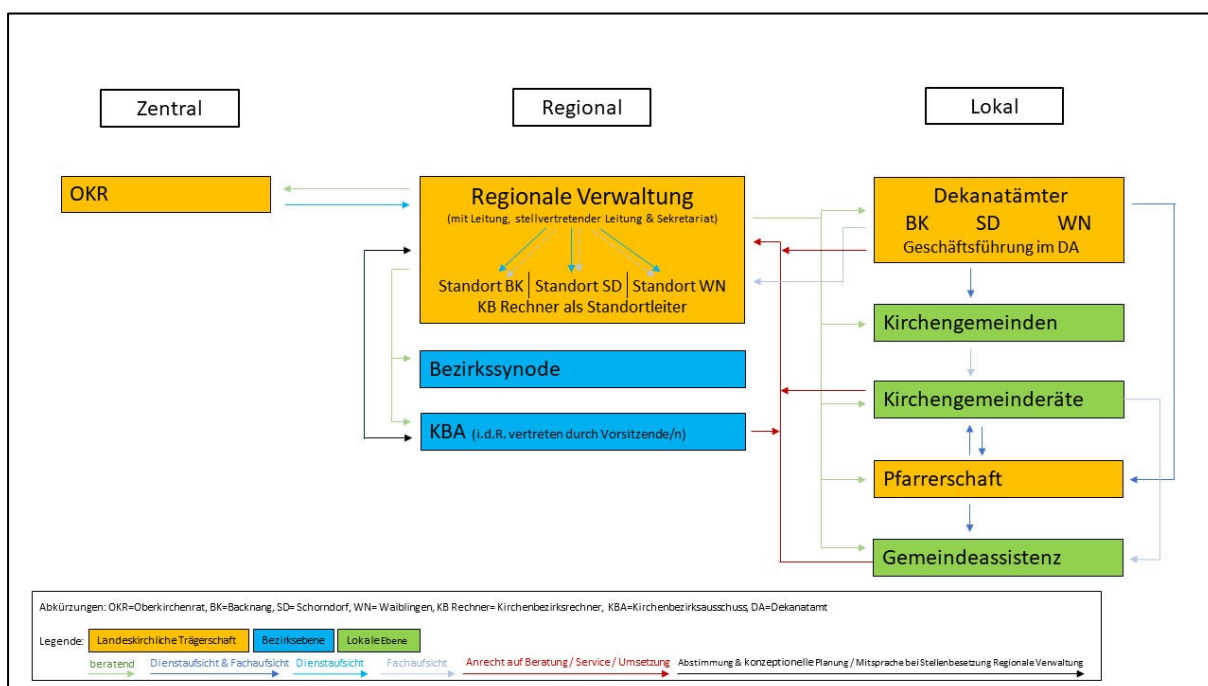 Zentral
Regional
Lokal
OKR
Regionale Verwaltung
(mit Leitung, stellvertretender Leitung & Sekretariat)
Standort BK | Standort SD | Standort WN
KB Rechner als Standortleiter
Bezirkssynode
KBA (i.d.R. vertreten durch Vorsitzende/n)
Dekanatämter
BK SD WN
Geschäftsführung im DA
Kirchengemeinden
Kirchengemeinderäte
Pfarrerschaft
Gemeindeassistenz
Abkürzungen: OKR=Oberkirchenrat, BK=Backnang, SD= Schorndorf, WN= Waiblingen, KB Rechner= Kirchenbezirksrechner, KBA=Kirchenbezirksausschuss, DA=Dekanatamt
Legende: Landeskirchliche Trägerschaft Bezirksebene Lokale Ebene
beratend Dienstaufsicht & Fachaufsicht Dienstaufsicht Fachaufsicht Anrecht auf Beratung / Service / Umsetzung Abstimmung & konzeptionelle Planung / Mitsprache bei Stellenbesetzung Regionale Verwaltung